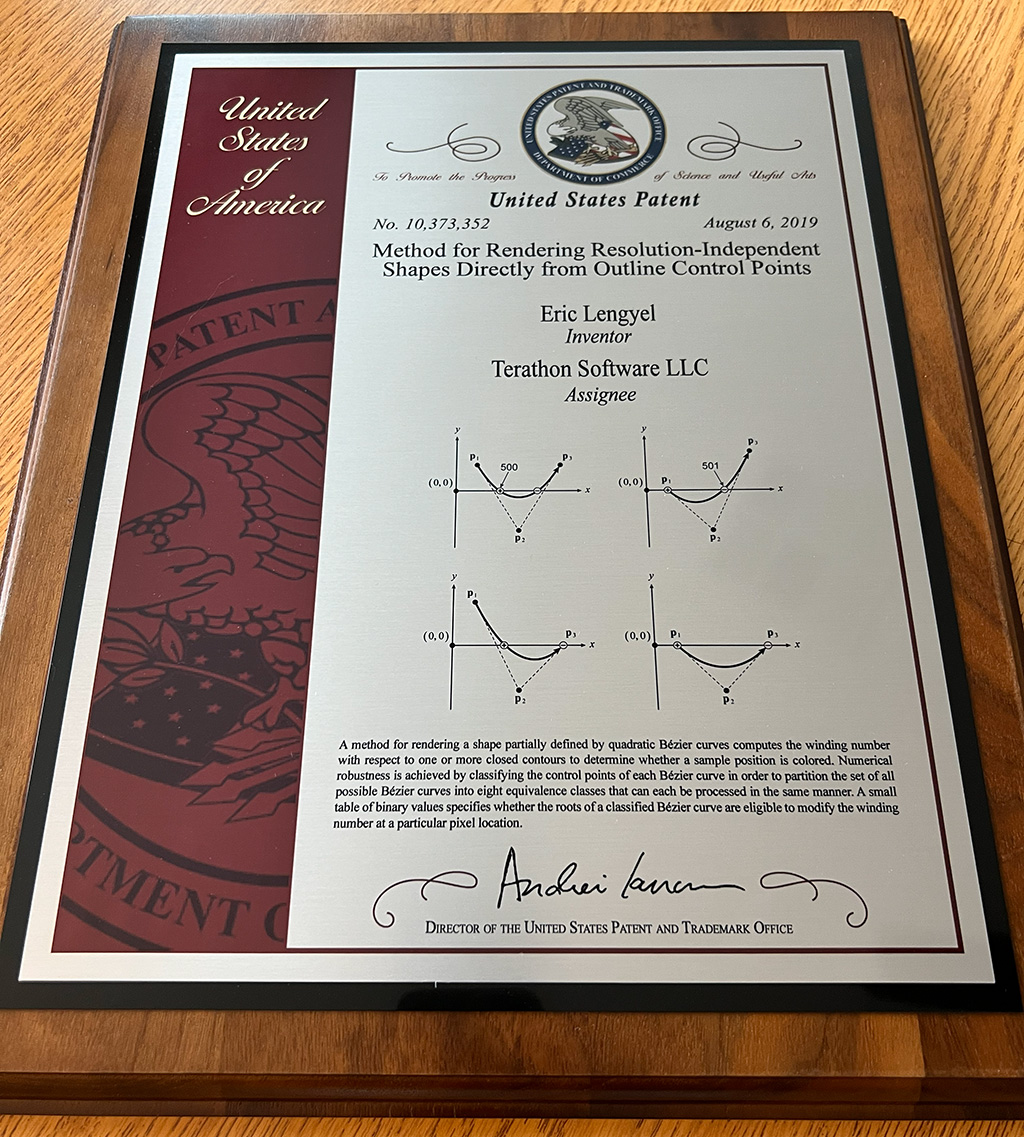 United
States
of
America
PATENT A
PTMENT O
UNITED STATES PATENT AND TRADEMARK OFFICE
DEPARTMENT OF COMMERCE
To Promote the Progress of Science and Useful Arts
United States Patent
No. 10,373,352 August 6, 2019
Method for Rendering Resolution-Independent
Shapes Directly from Outline Control Points
Eric Lengyel
Inventor
Terathon Software LLC
Assignee
y
p₁ 500 p₃
(0,0) x
p₂
y
p₃
501
(0,0) p₁ x
p₂
y
p₁
(0,0) p₃ x
p₂
y
(0,0) p₁ p₃ x
p₂
A method for rendering a shape partially defined by quadratic Bézier curves computes the winding number
with respect to one or more closed contours to determine whether a sample position is colored. Numerical
robustness is achieved by classifying the control points of each Bézier curve in order to partition the set of all
possible Bézier curves into eight equivalence classes that can each be processed in the same manner. A small
table of binary values specifies whether the roots of a classified Bézier curve are eligible to modify the winding
number at a particular pixel location.
Andrei Iancu
DIRECTOR OF THE UNITED STATES PATENT AND TRADEMARK OFFICE